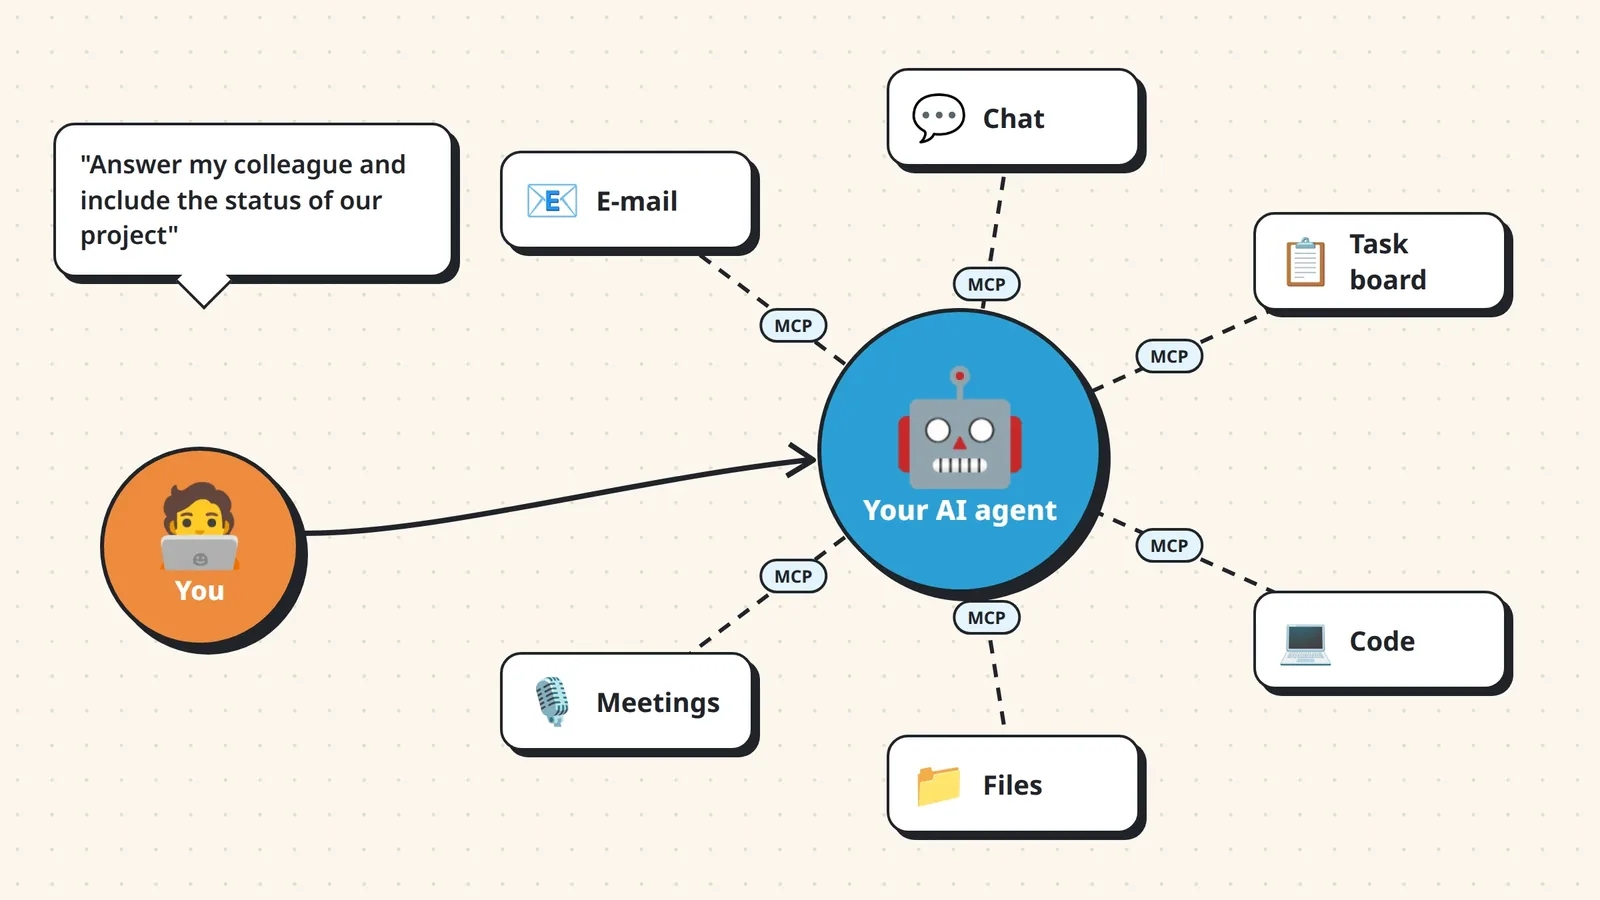 "Answer my colleague and
include the status of our
project"
E-mail
Chat
Task
board
MCP
MCP
MCP
Your AI agent
You
MCP
MCP
MCP
Meetings
Code
Files